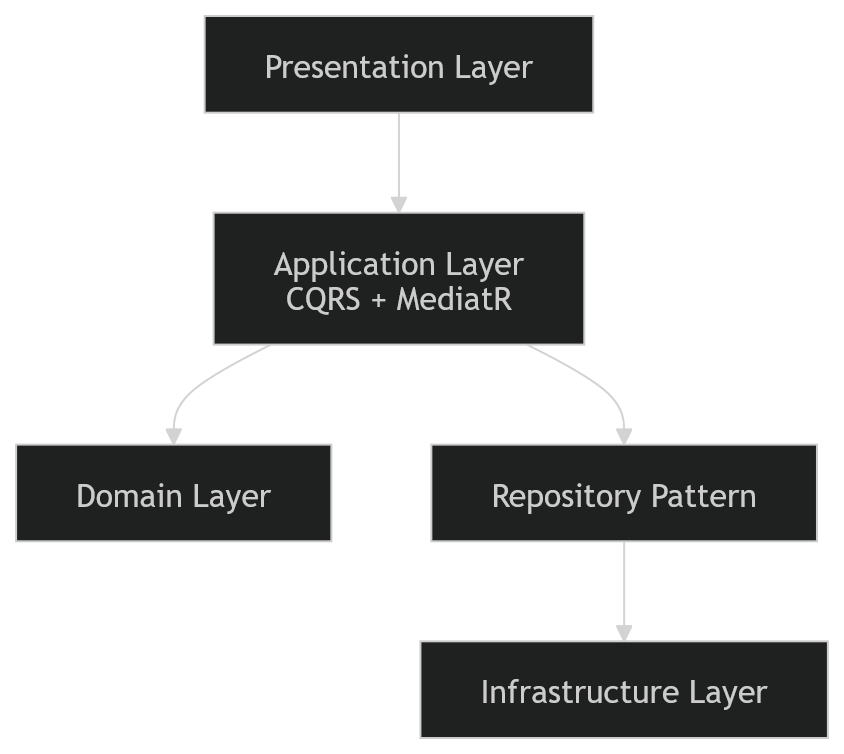 Presentation Layer
Application Layer
CQRS + MediatR
Domain Layer
Repository Pattern
Infrastructure Layer